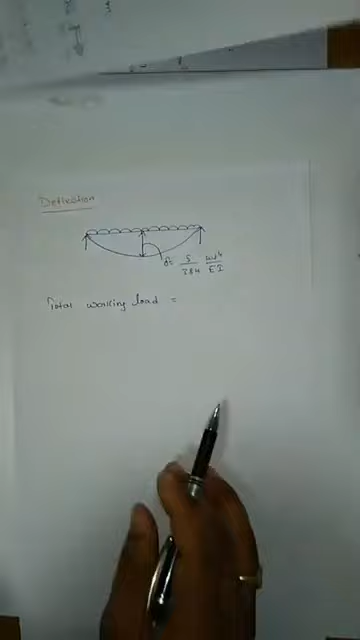 Deflection
δ= 5/384 wl⁴/EI
Total working load =